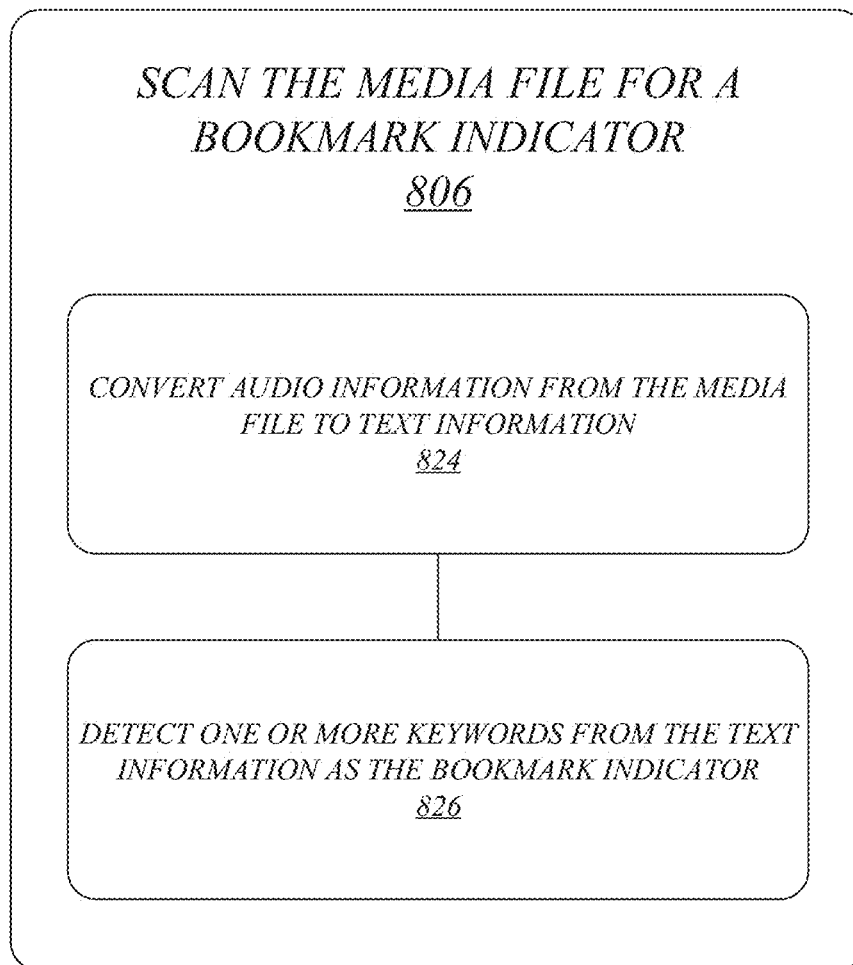 SCAN THE MEDIA FILE FOR A
BOOKMARK INDICATOR
806
CONVERT AUDIO INFORMATION FROM THE MEDIA
FILE TO TEXT INFORMATION
824
DETECT ONE OR MORE KEYWORDS FROM THE TEXT
INFORMATION AS THE BOOKMARK INDICATOR
826